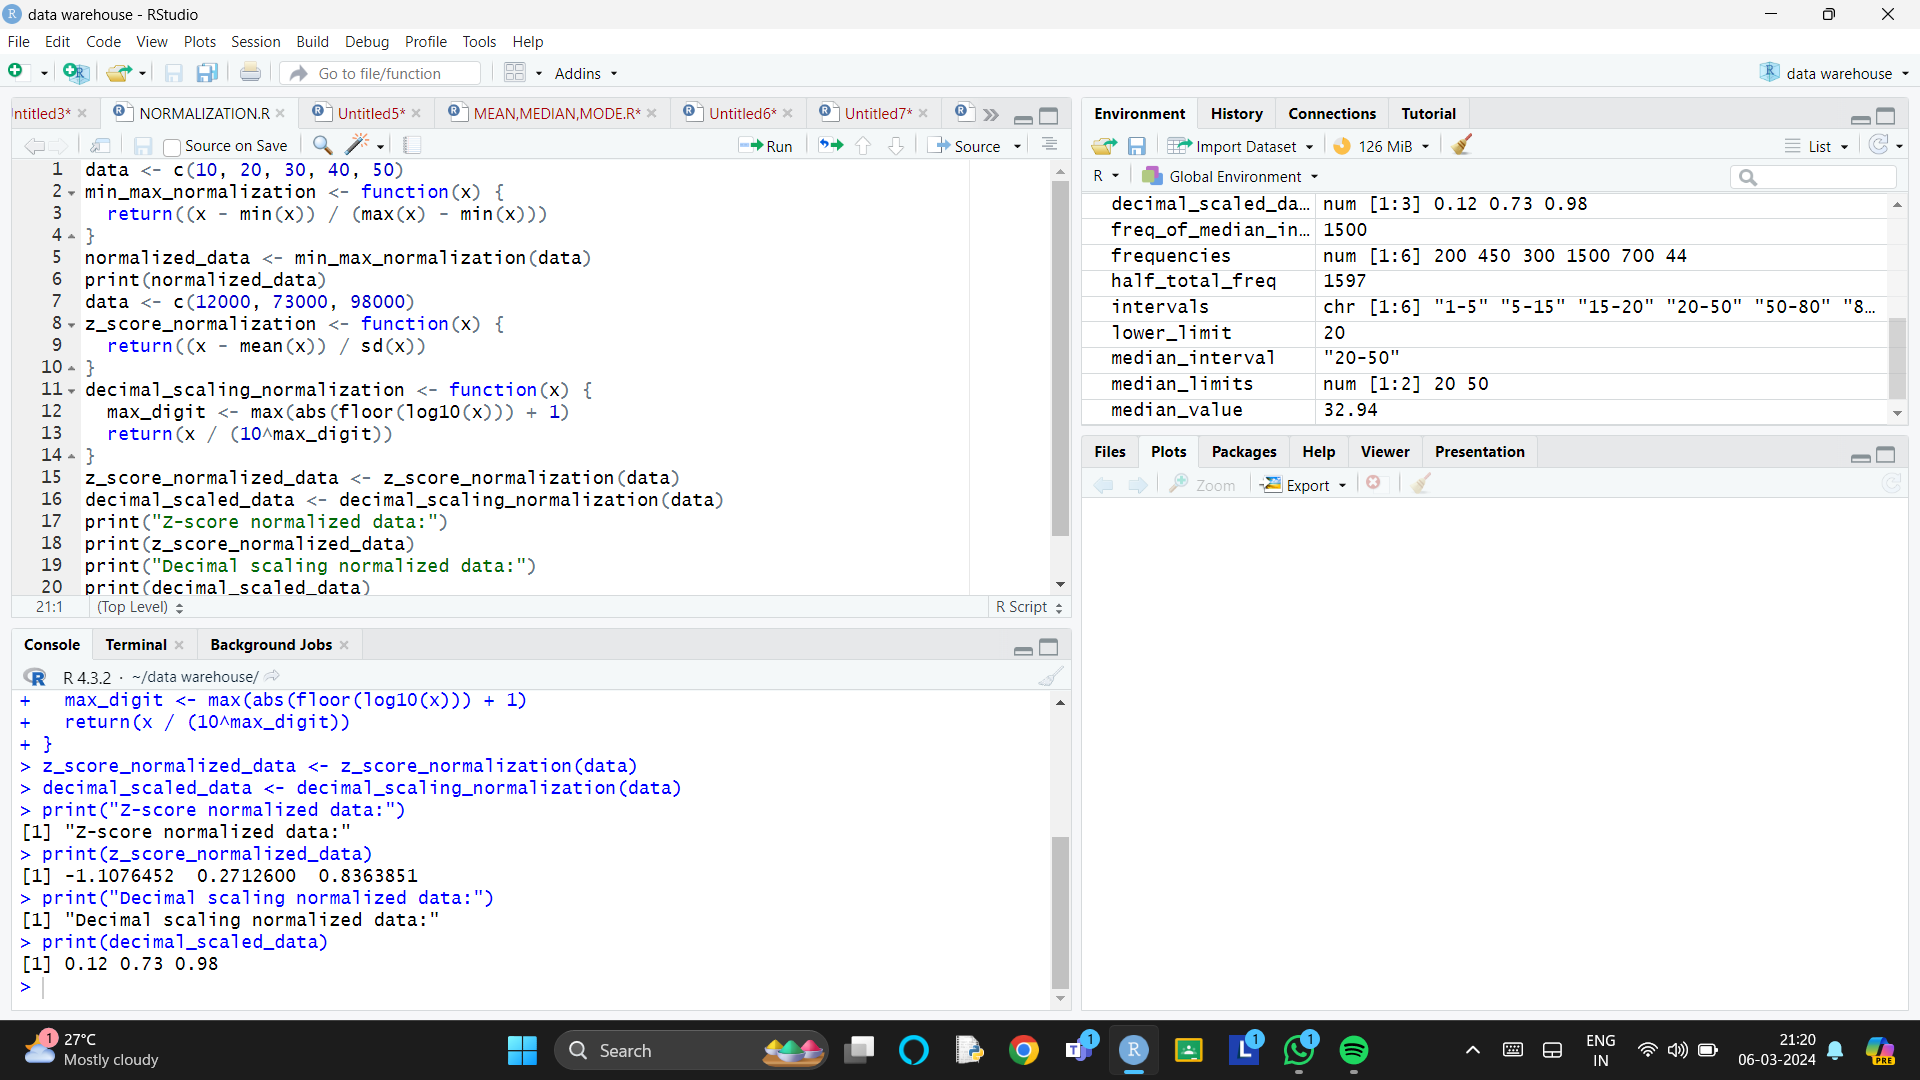 data warehouse - RStudio
File Edit Code View Plots Session Build Debug Profile Tools Help
Go to file/function Addins data warehouse
ntitled3* NORMALIZATION.R Untitled5* MEAN,MEDIAN,MODE.R* Untitled6* Untitled7*
Source on Save Run Source
1 data <- c(10, 20, 30, 40, 50)
2 min_max_normalization <- function(x) {
3 return((x - min(x)) / (max(x) - min(x)))
4 }
5 normalized_data <- min_max_normalization(data)
6 print(normalized_data)
7 data <- c(12000, 73000, 98000)
8 z_score_normalization <- function(x) {
9 return((x - mean(x)) / sd(x))
10 }
11 decimal_scaling_normalization <- function(x) {
12 max_digit <- max(abs(floor(log10(x))) + 1)
13 return(x / (10^max_digit))
14 }
15 z_score_normalized_data <- z_score_normalization(data)
16 decimal_scaled_data <- decimal_scaling_normalization(data)
17 print("Z-score normalized data:")
18 print(z_score_normalized_data)
19 print("Decimal scaling normalized data:")
20 print(decimal_scaled_data)
21:1 (Top Level) R Script
Console Terminal Background Jobs
R 4.3.2 · ~/data warehouse/
+ max_digit <- max(abs(floor(log10(x))) + 1)
+ return(x / (10^max_digit))
+ }
> z_score_normalized_data <- z_score_normalization(data)
> decimal_scaled_data <- decimal_scaling_normalization(data)
> print("Z-score normalized data:")
[1] "Z-score normalized data:"
> print(z_score_normalized_data)
[1] -1.1076452 0.2712600 0.8363851
> print("Decimal scaling normalized data:")
[1] "Decimal scaling normalized data:"
> print(decimal_scaled_data)
[1] 0.12 0.73 0.98
>
Environment History Connections Tutorial
Import Dataset 126 MiB List
R Global Environment
decimal_scaled_da… num [1:3] 0.12 0.73 0.98
freq_of_median_in… 1500
frequencies num [1:6] 200 450 300 1500 700 44
half_total_freq 1597
intervals chr [1:6] "1-5" "5-15" "15-20" "20-50" "50-80" "8…
lower_limit 20
median_interval "20-50"
median_limits num [1:2] 20 50
median_value 32.94
Files Plots Packages Help Viewer Presentation
Zoom Export
1 27°C
Mostly cloudy
Search
1
1
1
ENG
IN
21:20
06-03-2024
PRE